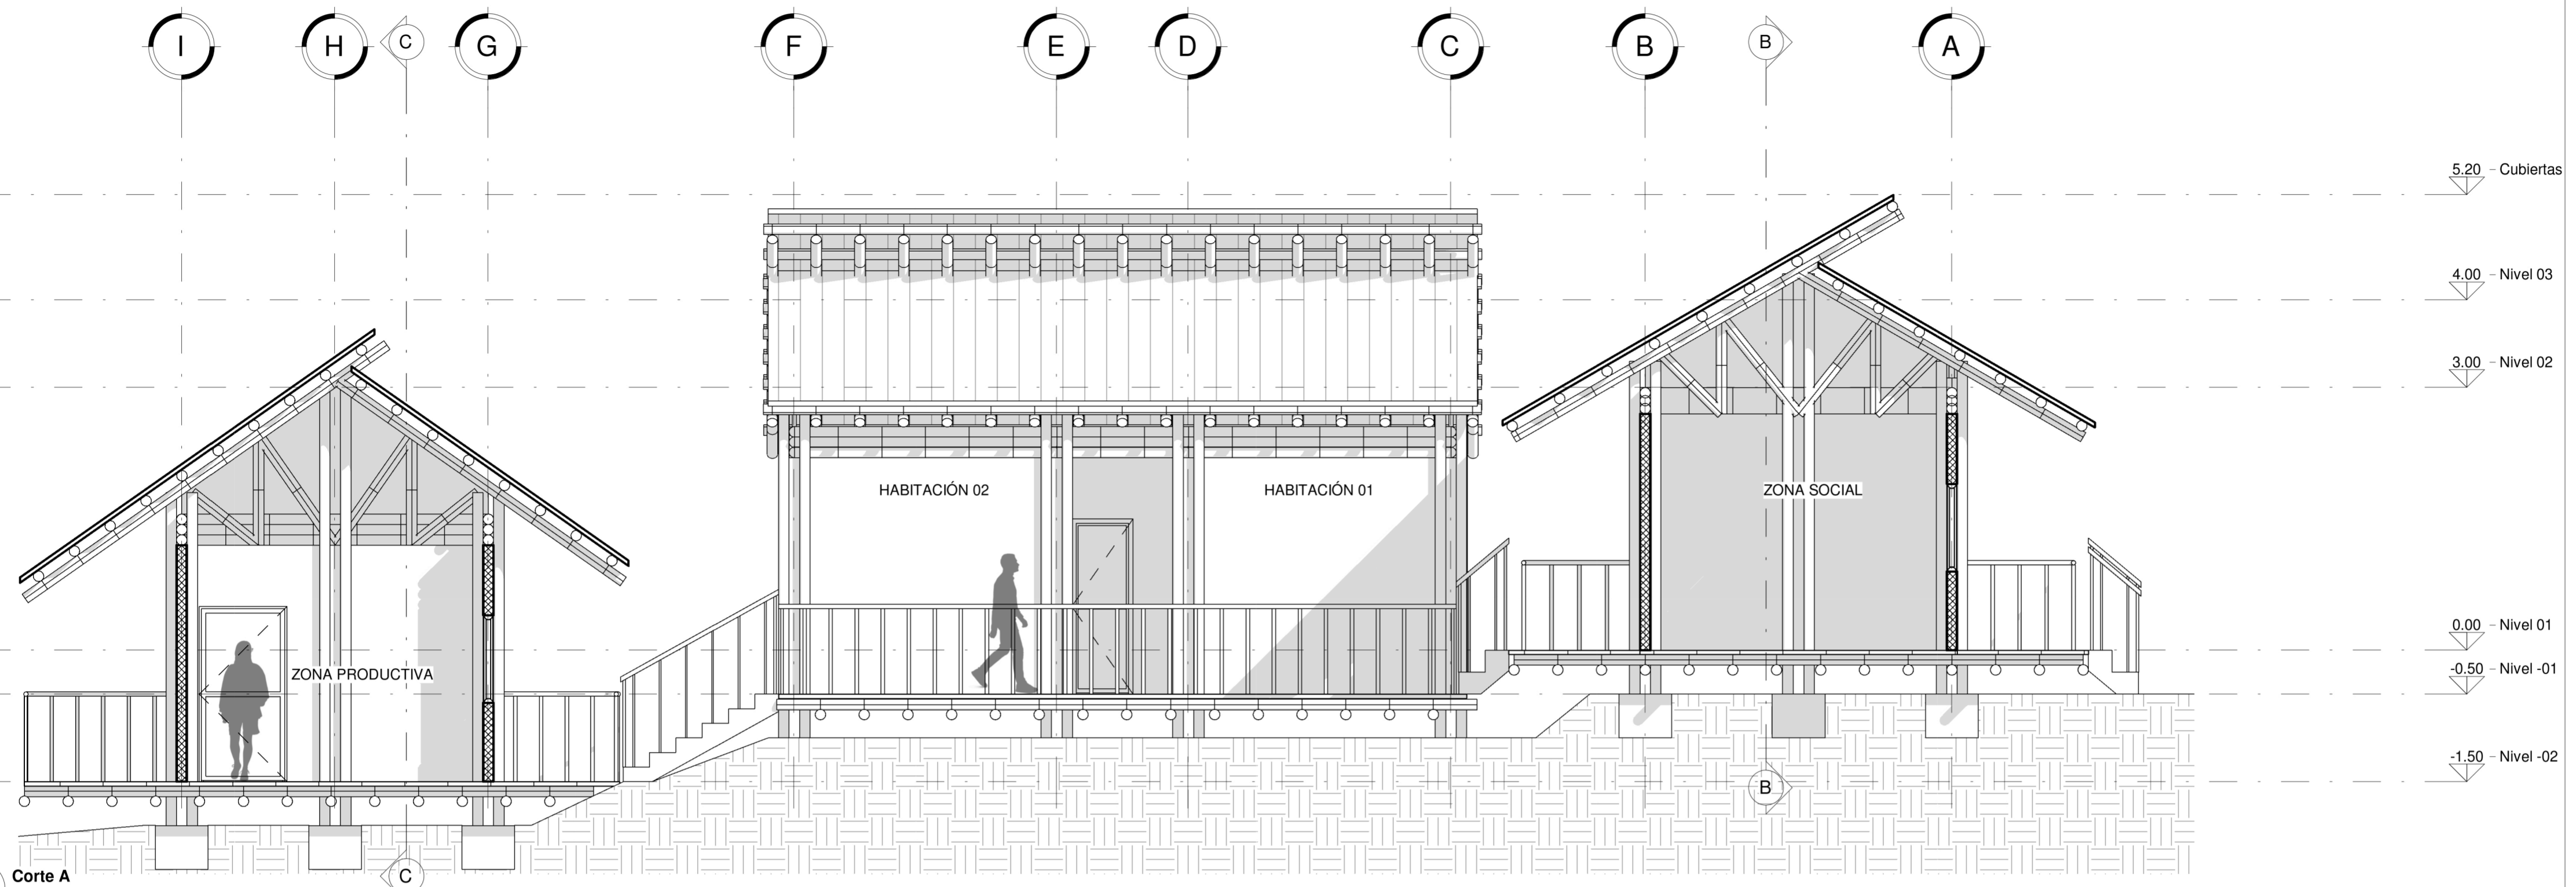 I H C G F E D C B B A
5.20 - Cubiertas
4.00 - Nivel 03
3.00 - Nivel 02
HABITACIÓN 02 HABITACIÓN 01 ZONA SOCIAL
0.00 - Nivel 01
-0.50 - Nivel -01
ZONA PRODUCTIVA
-1.50 - Nivel -02
B
Corte A
C